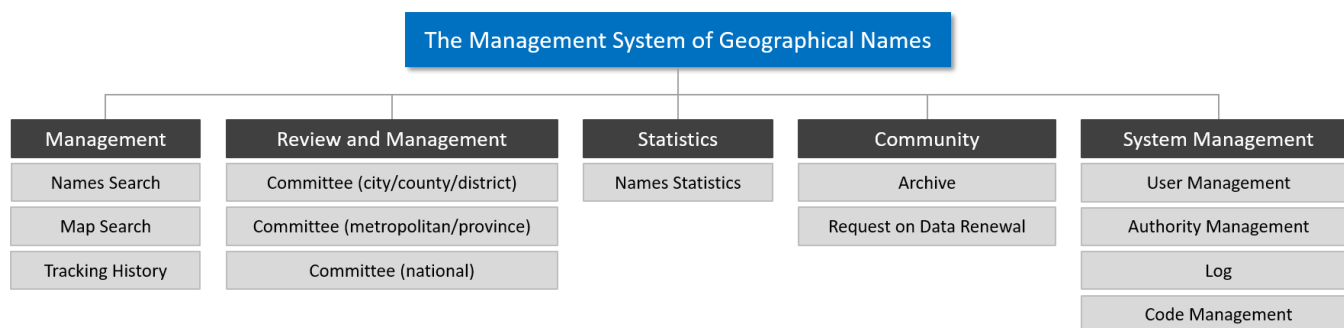 The Management System of Geographical Names
Management
Names Search
Map Search
Tracking History
Review and Management
Committee (city/county/district)
Committee (metropolitan/province)
Committee (national)
Statistics
Names Statistics
Community
Archive
Request on Data Renewal
System Management
User Management
Authority Management
Log
Code Management